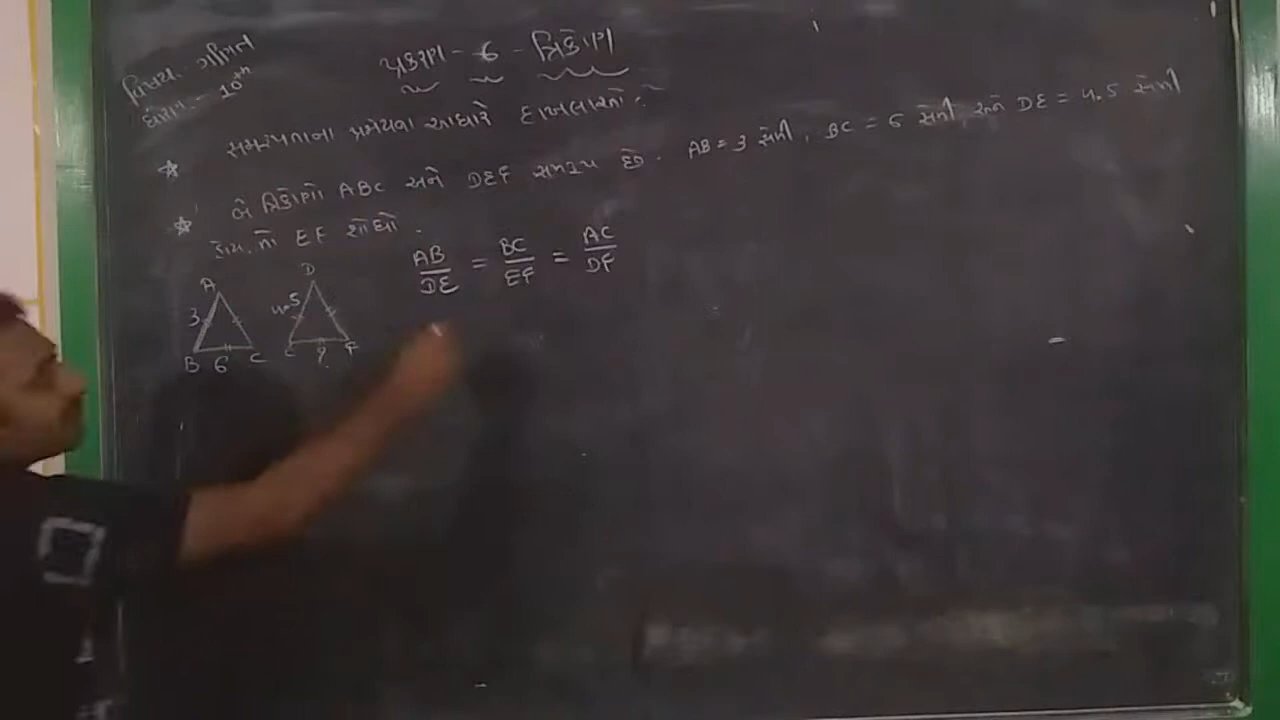 વિષય:- ગણિત
ધોરણ:- 10th
પ્રકરણ - 6 - ત્રિકોણ
સમરૂપતાના પ્રમેયના આધારે દાખલાઓ :-
બે ત્રિકોણો ABC અને DEF સમરૂપ છે. AB = 3 સેમી, BC = 6 સેમી, અને DE = 4.5 સેમી
હોય, તો EF શોધો.
A
3
B 6 C
D
4.5
E ? F
AB/DE = BC/EF = AC/DF